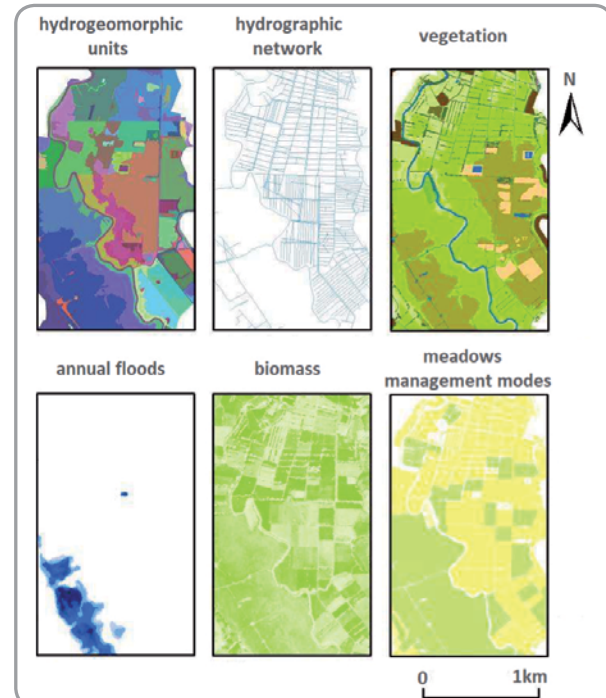 hydrogeomorphic
units
hydrographic
network
vegetation
N
annual floods
biomass
meadows
management modes
0
1km